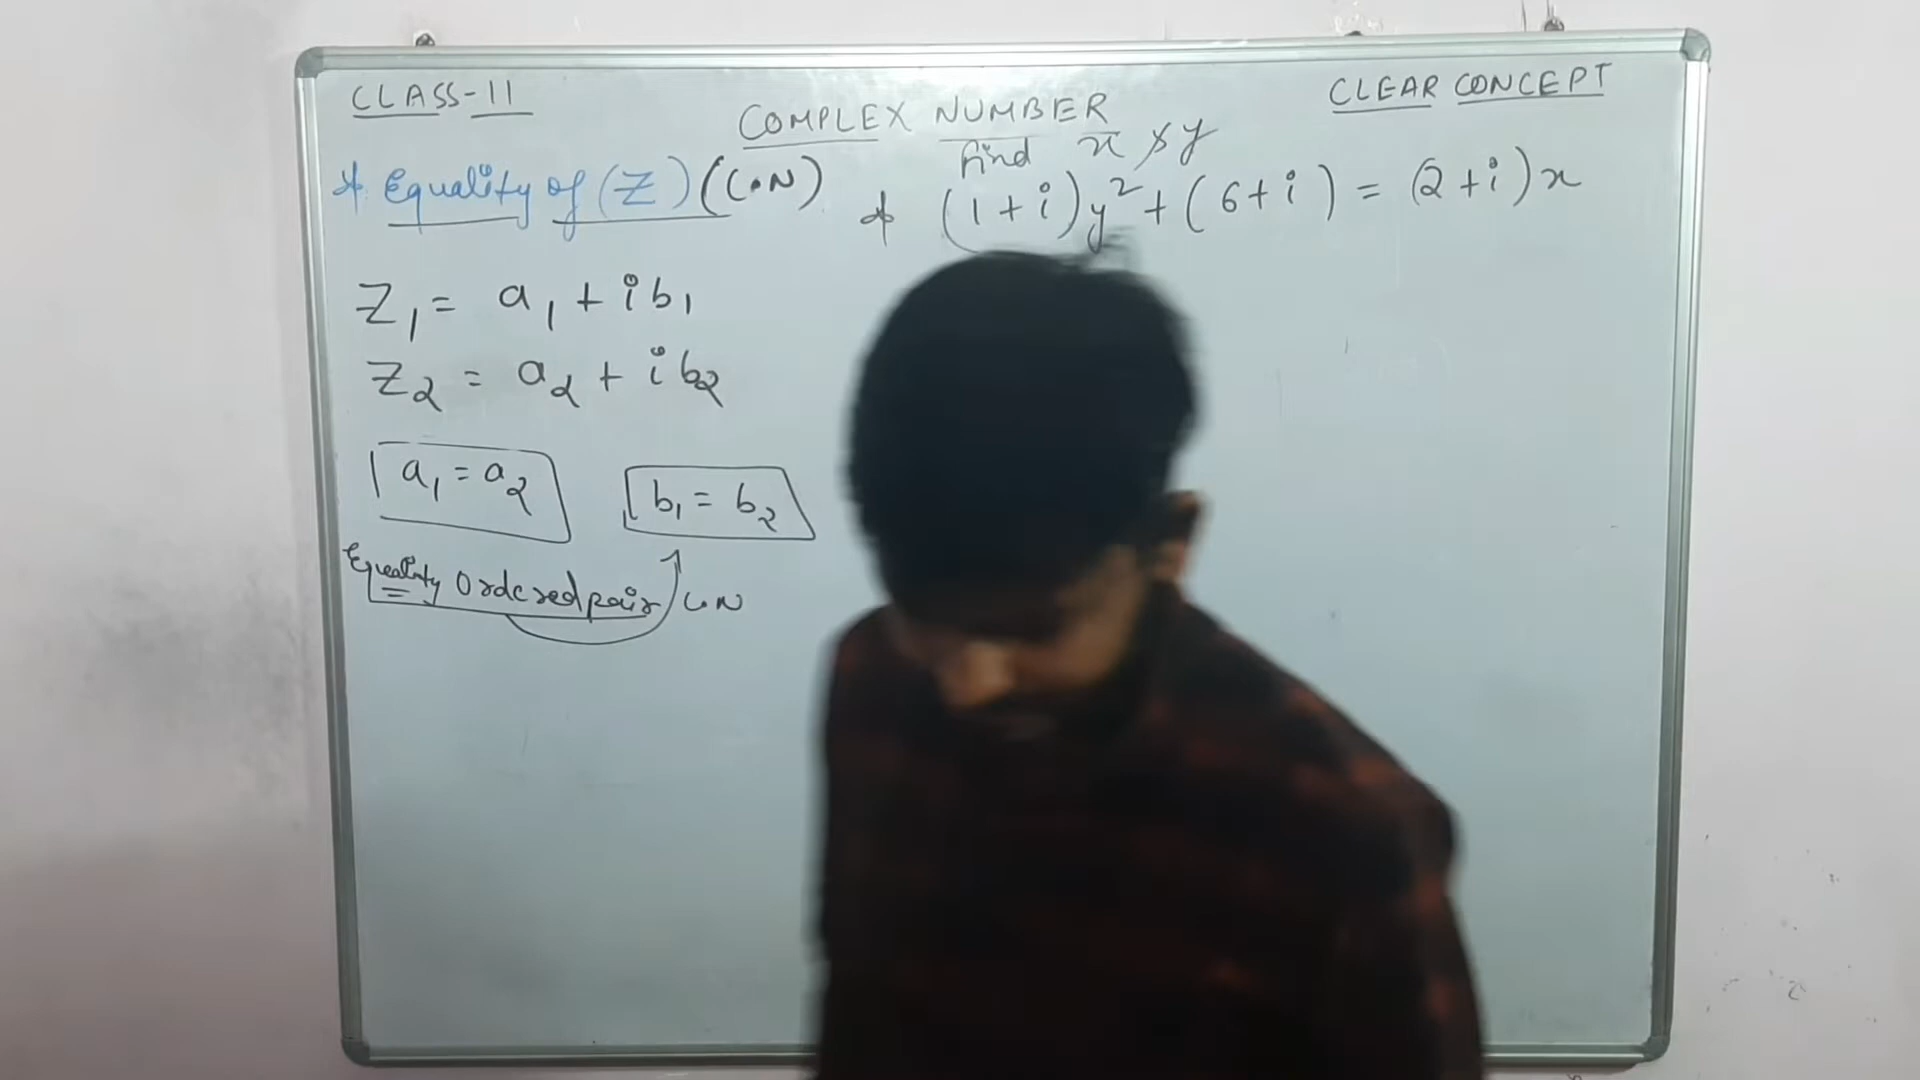 CLASS-11
COMPLEX NUMBER
CLEAR CONCEPT
* Equality of (Z) (C.N)
Z₁ = a₁ + ib₁
Z₂ = a₂ + ib₂
a₁ = a₂
b₁ = b₂
Equality Ordered pair / C.N
find x & y
* (1+i)y² + (6+i) = (2+i)x